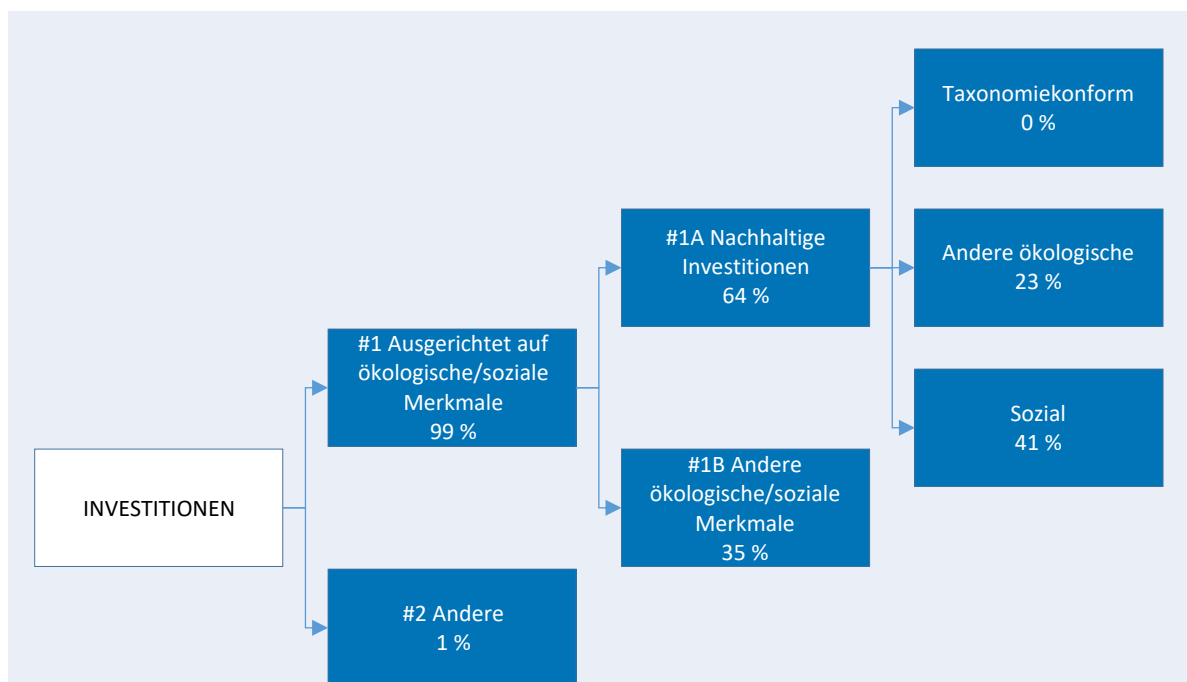 INVESTITIONEN
#1 Ausgerichtet auf
ökologische/soziale
Merkmale
99 %
#2 Andere
1 %
#1A Nachhaltige
Investitionen
64 %
#1B Andere
ökologische/soziale
Merkmale
35 %
Taxonomiekonform
0 %
Andere ökologische
23 %
Sozial
41 %